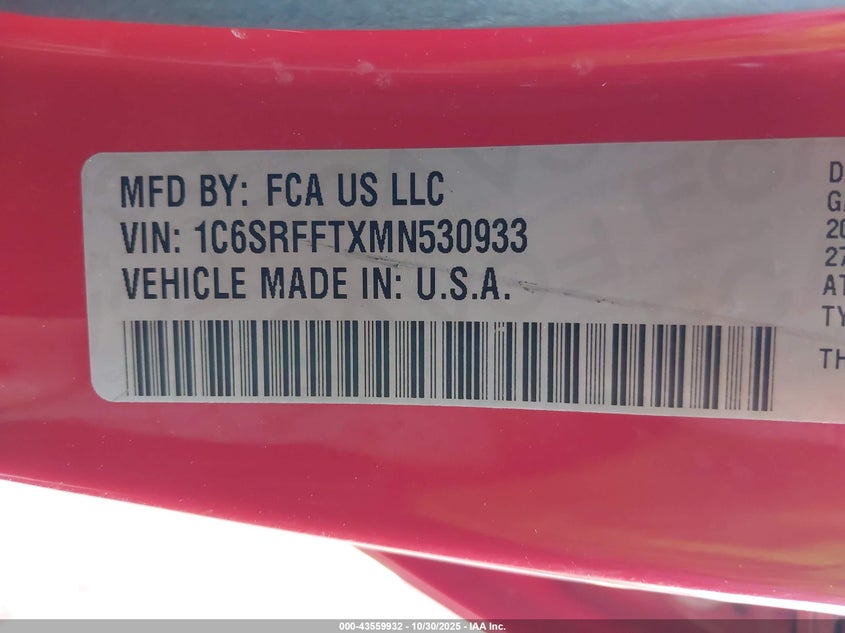 MFD BY: FCA US LLC
VIN: 1C6SRFFTXMN530933
VEHICLE MADE IN: U.S.A.
000-43559932 - 10/30/2025 - IAA Inc.